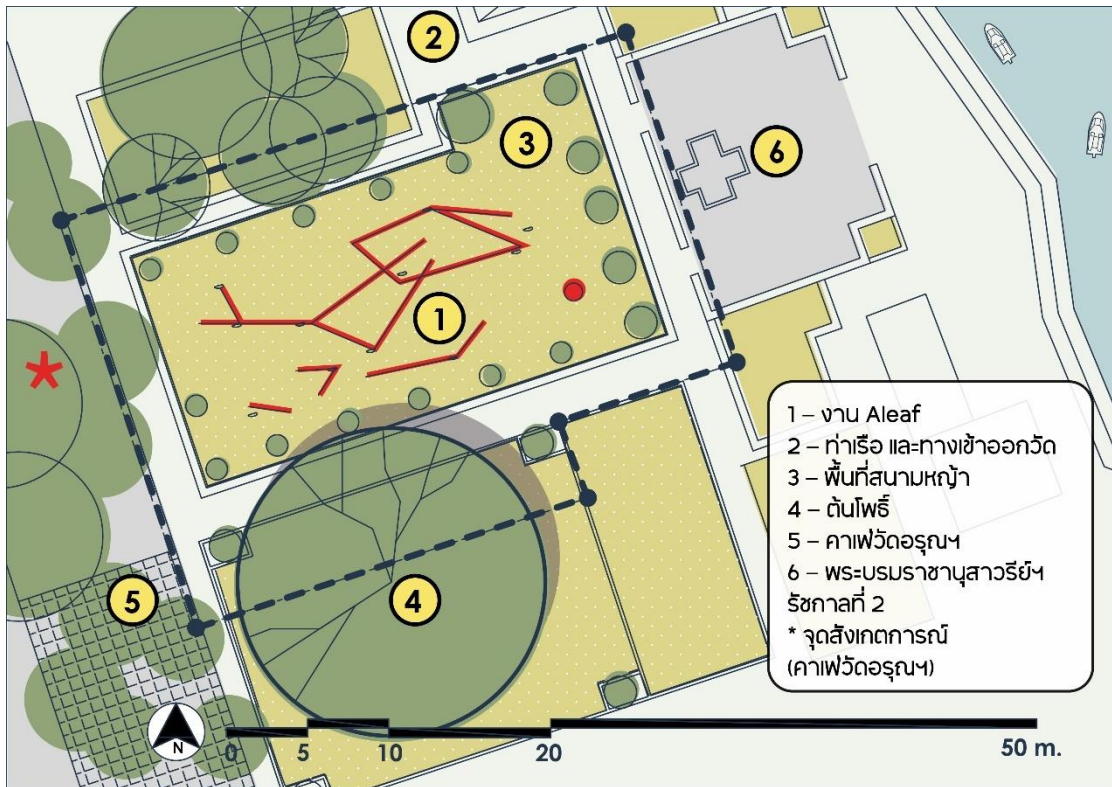 2
3
6
1
1 – งาน Aleaf
2 – ท่าเรือ และทางเข้าออกวัด
3 – พื้นที่สนามหญ้า
4 – ต้นโพธิ์
5 – คาเฟ่วัดอรุณฯ
6 – พระบรมราชานุสาวรีย์ฯ
รัชกาลที่ 2
* จุดสังเกตการณ์
(คาเฟ่วัดอรุณฯ)
*
5
4
N
0 5 10 20 50 m.